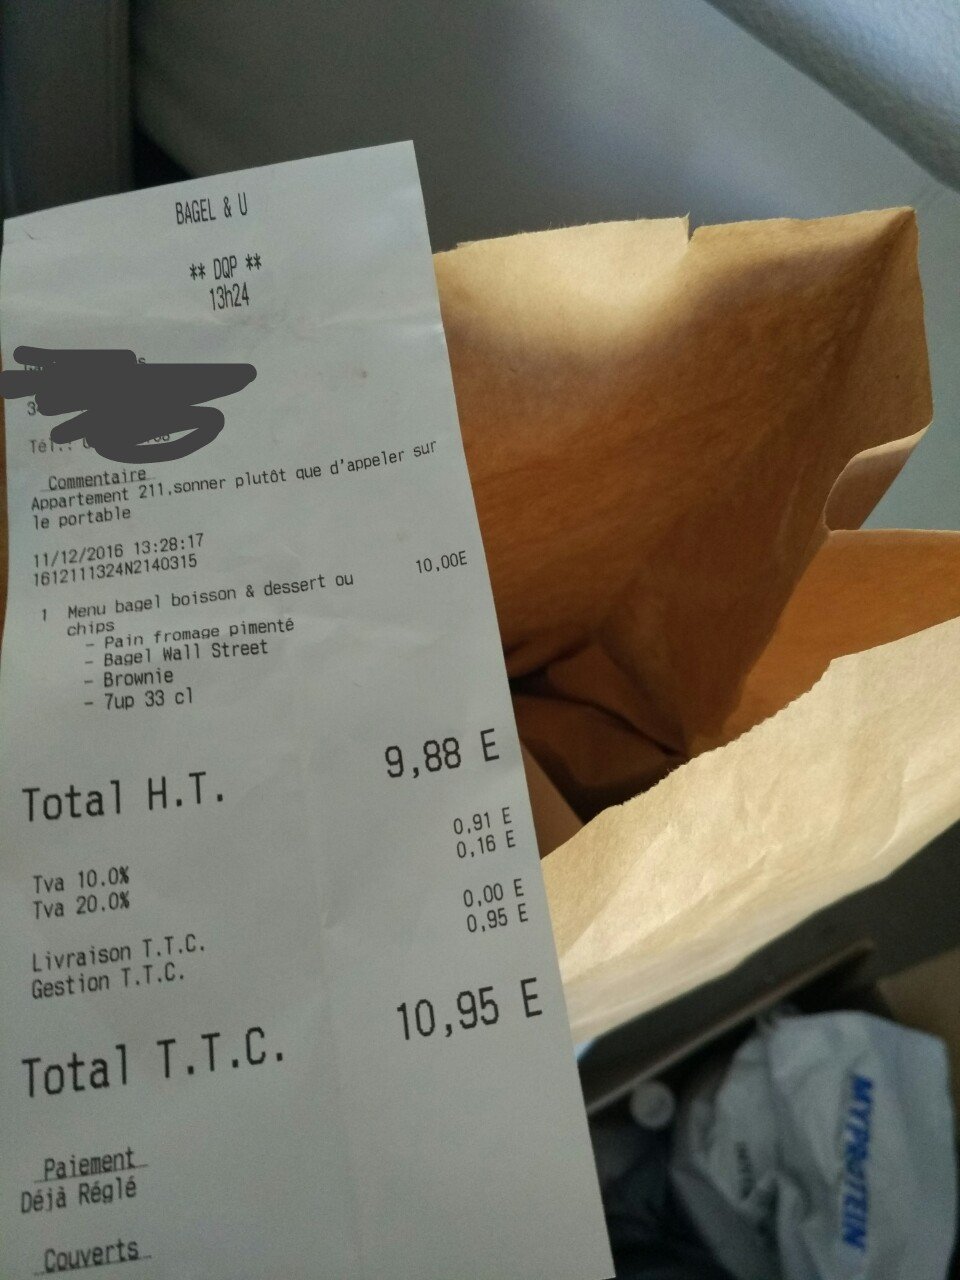 BAGEL & U
** DQP **
13h24
Tél.:
Commentaire
Appartement 211,sonner plutôt que d'appeler sur
le portable
11/12/2016 13:28:17
1612111324N2140315
1 Menu bagel boisson & dessert ou 10,00E
chips
- Pain fromage pimenté
- Bagel Wall Street
- Brownie
- 7up 33 cl
Total H.T. 9,88 E
Tva 10.0% 0,91 E
Tva 20.0% 0,16 E
Livraison T.T.C. 0,00 E
Gestion T.T.C. 0,95 E
Total T.T.C. 10,95 E
Paiement
Déjà Réglé
Couverts
MYPROTEIN